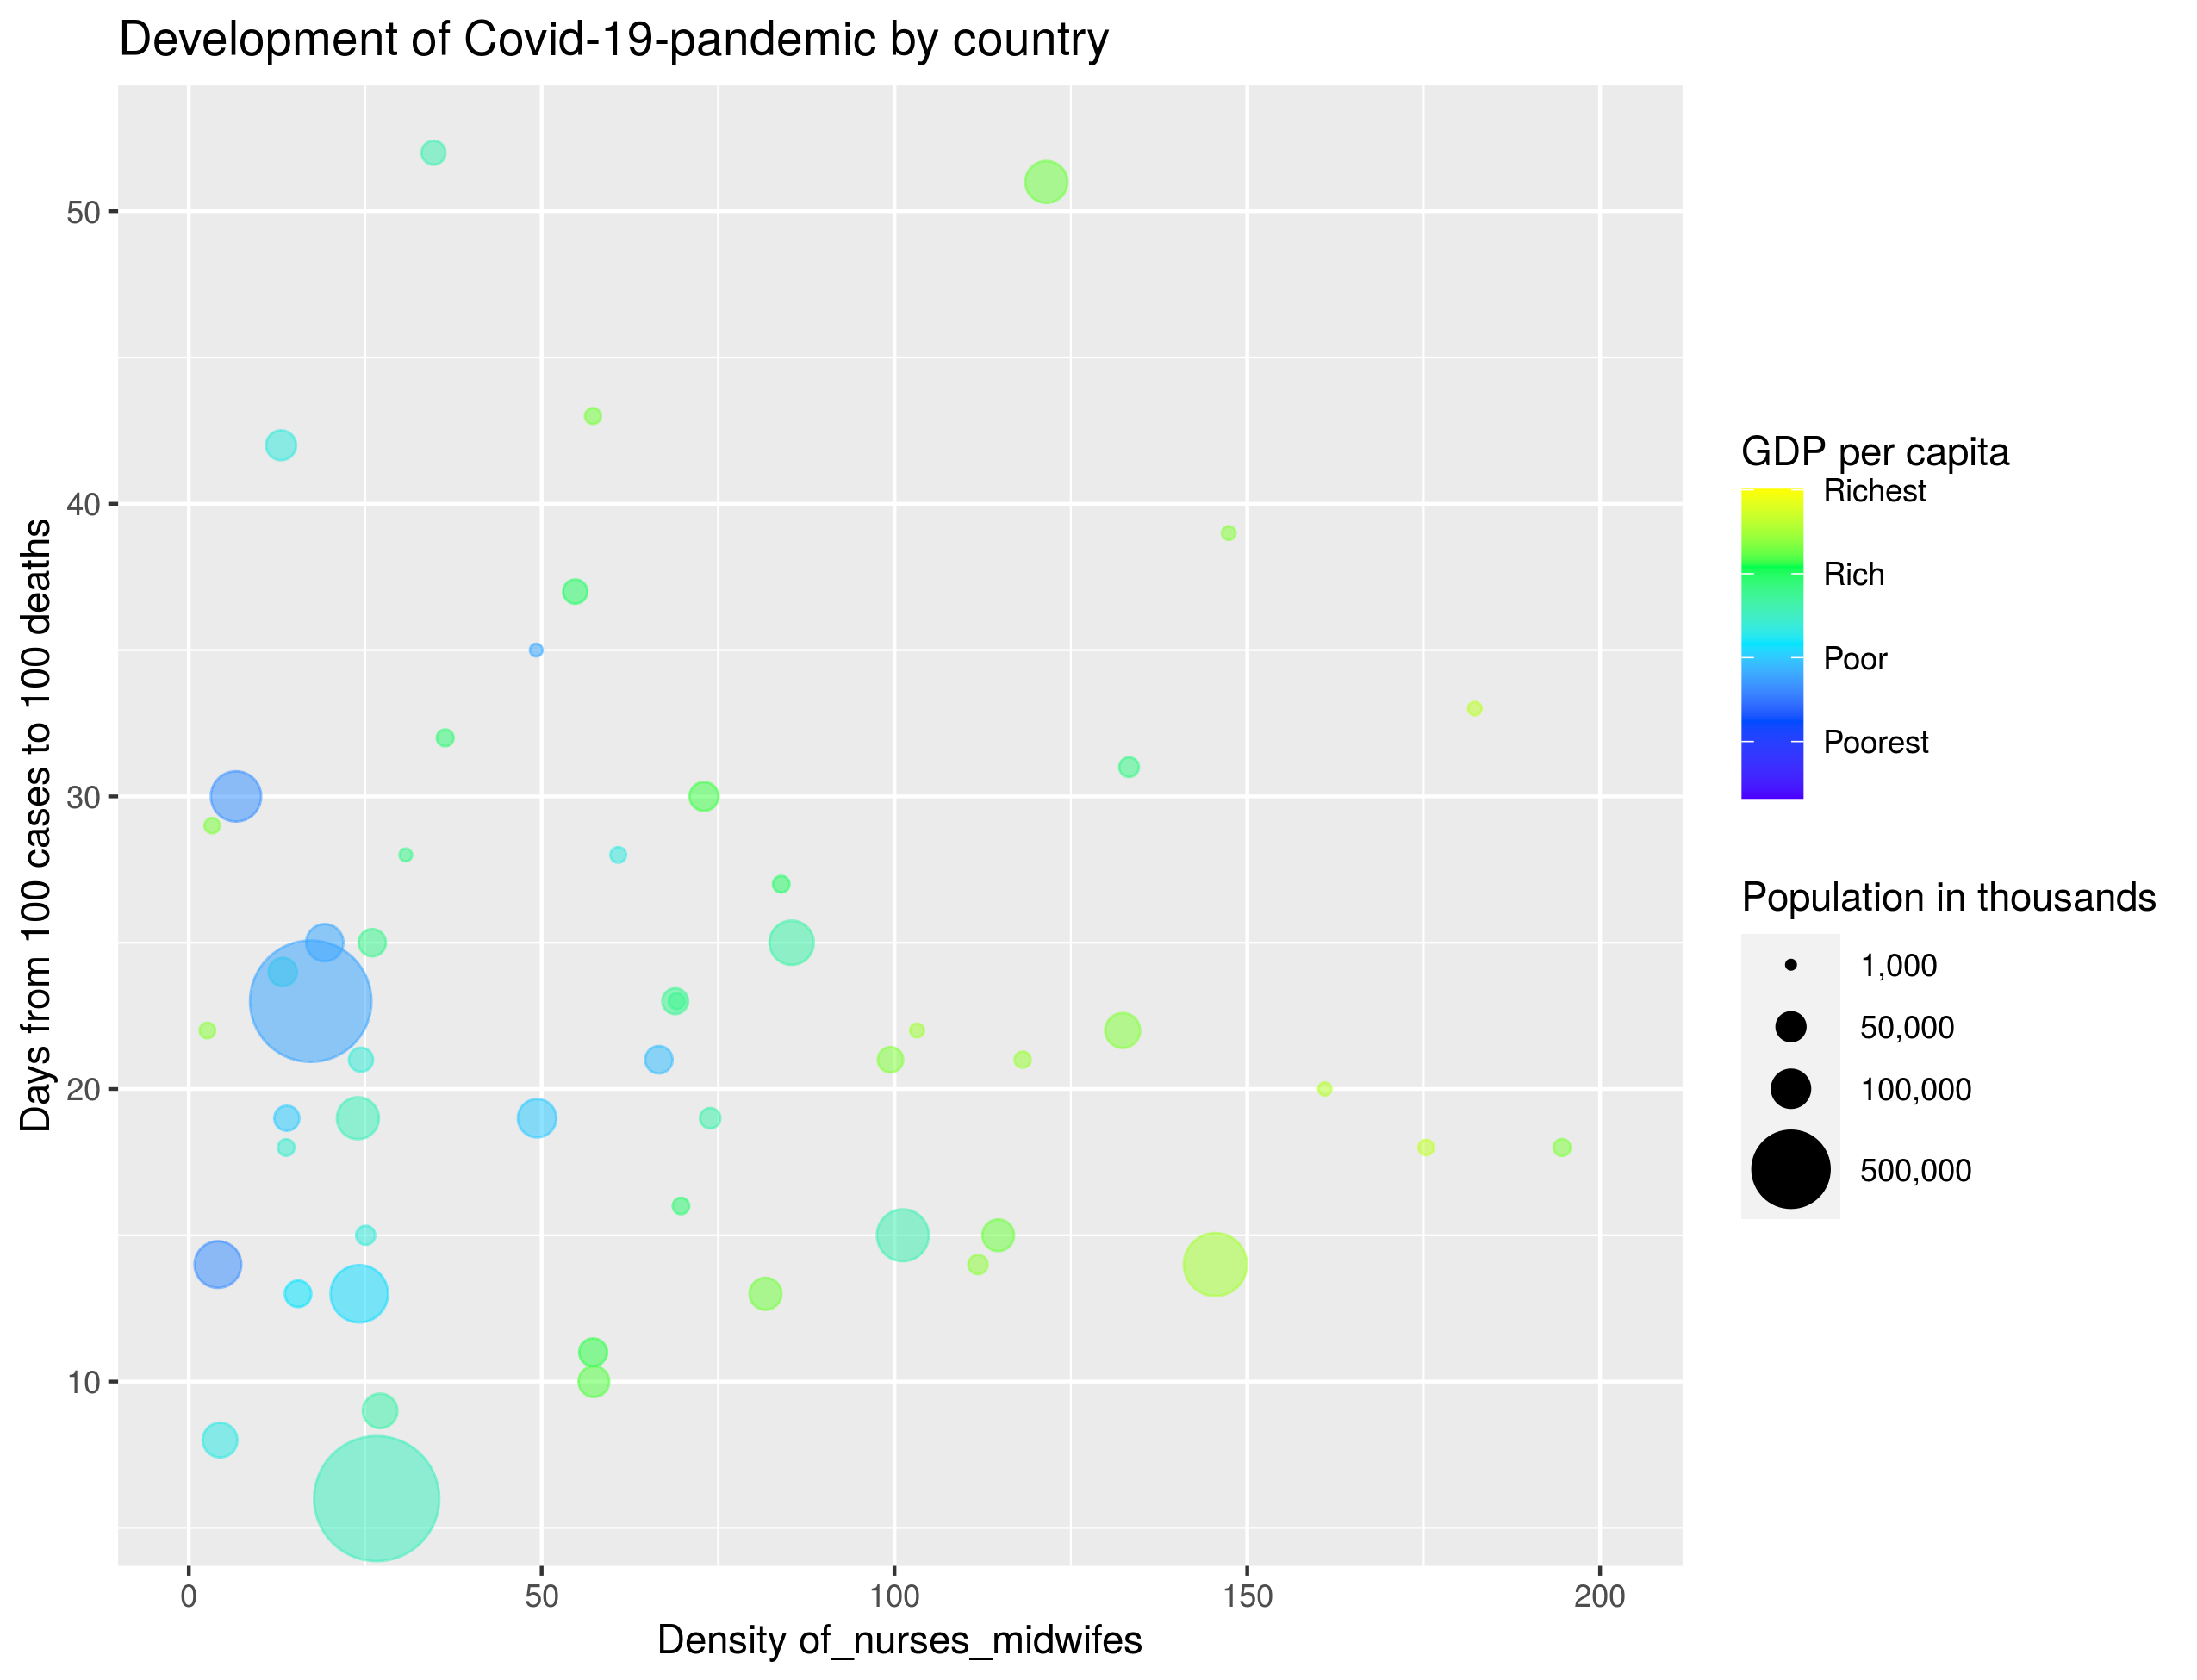 Development of Covid-19-pandemic by country
Days from 100 cases to 100 deaths
50
40
30
20
10
0
50
100
150
200
Density of_nurses_midwifes
GDP per capita
Richest
Rich
Poor
Poorest
Population in thousands
1,000
50,000
100,000
500,000